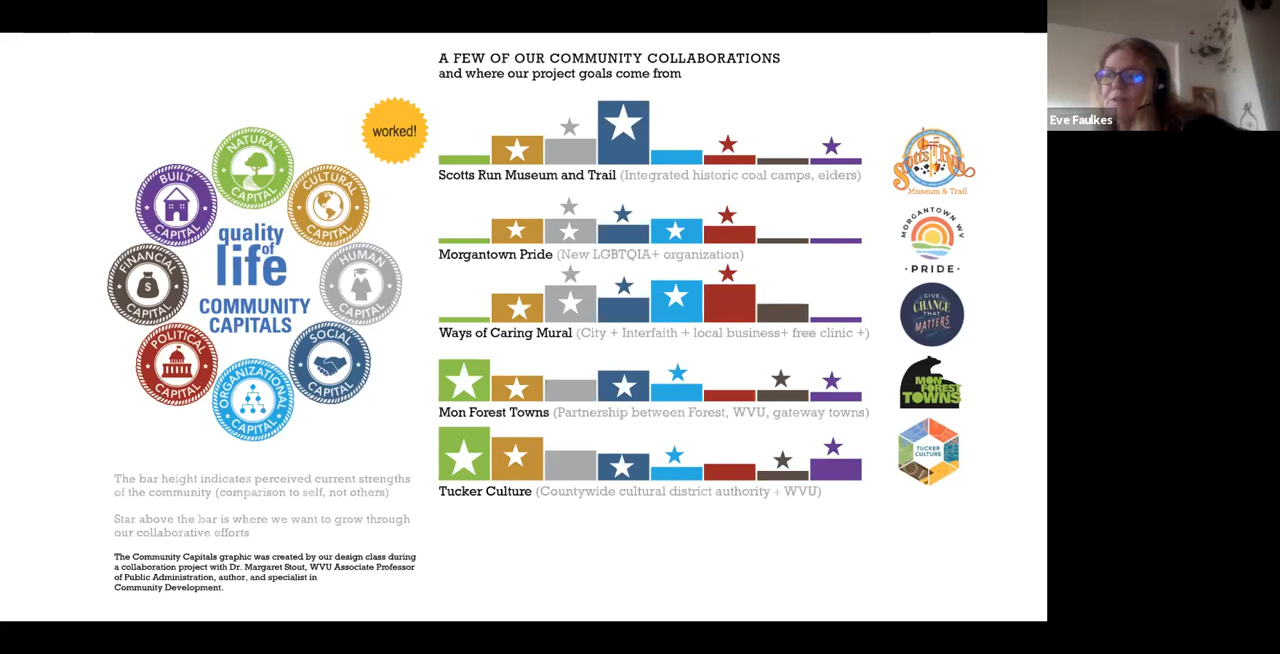 A FEW OF OUR COMMUNITY COLLABORATIONS
and where our project goals come from
worked!
NATURAL CAPITAL
CULTURAL CAPITAL
HUMAN CAPITAL
SOCIAL CAPITAL
ORGANIZATIONAL CAPITAL
POLITICAL CAPITAL
FINANCIAL CAPITAL
$
BUILT CAPITAL
quality
of
life
COMMUNITY
CAPITALS
Scotts Run Museum and Trail (Integrated historic coal camps, elders)
Morgantown Pride (New LGBTQIA+ organization)
Ways of Caring Mural (City + Interfaith + local business+ free clinic +)
Mon Forest Towns (Partnership between Forest, WVU, gateway towns)
Tucker Culture (Countywide cultural district authority + WVU)
Scotts Run
Museum & Trail
MORGANTOWN WV
· PRIDE ·
GIVE
CHANGE
THAT
MATTERS
MON
FOREST
TOWNS
TUCKER
CULTURE
The bar height indicates perceived current strengths
of the community (comparison to self, not others)
Star above the bar is where we want to grow through
our collaborative efforts
The Community Capitals graphic was created by our design class during
a collaboration project with Dr. Margaret Stout, WVU Associate Professor
of Public Administration, author, and specialist in
Community Development.
Eve Faulkes